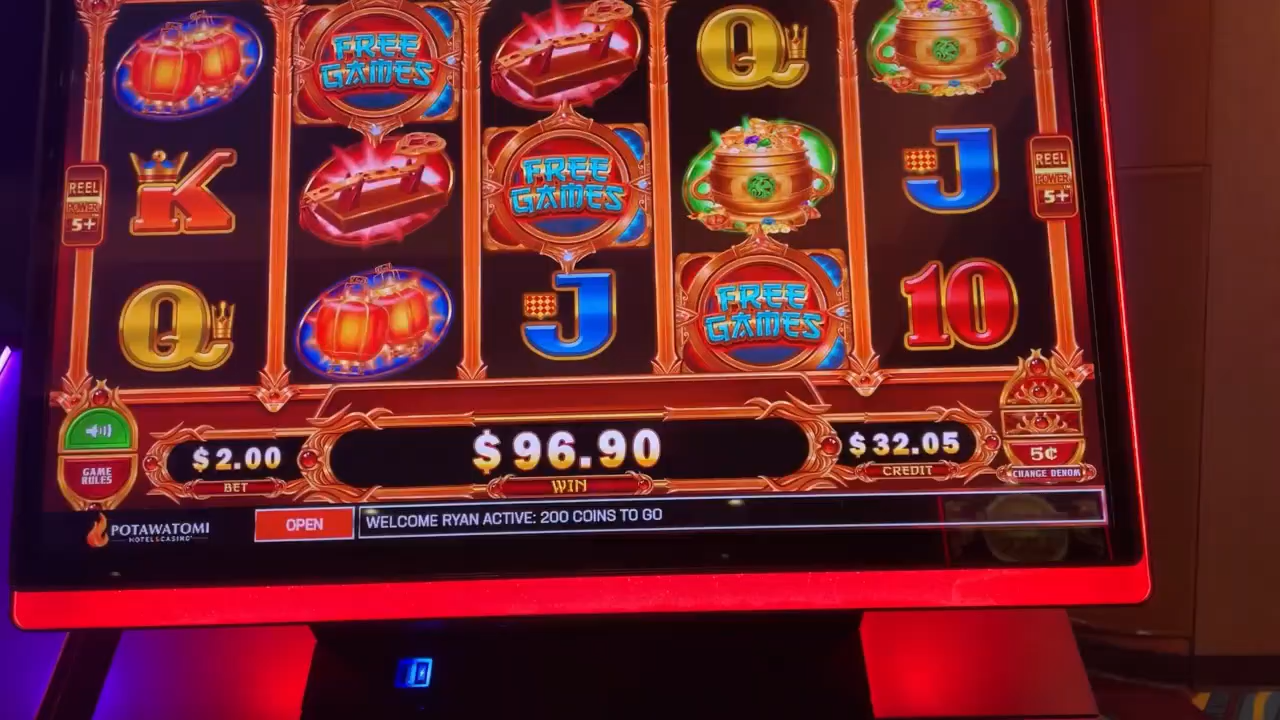 FREE GAMES
Q
K
FREE GAMES
J
REEL POWER 5+
REEL POWER 5+
Q
J
FREE GAMES
10
$2.00
BET
$96.90
WIN
$32.05
CREDIT
5¢
CHANGE DENOM
GAME RULES
POTAWATOMI
HOTEL & CASINO
OPEN
WELCOME RYAN ACTIVE: 200 COINS TO GO